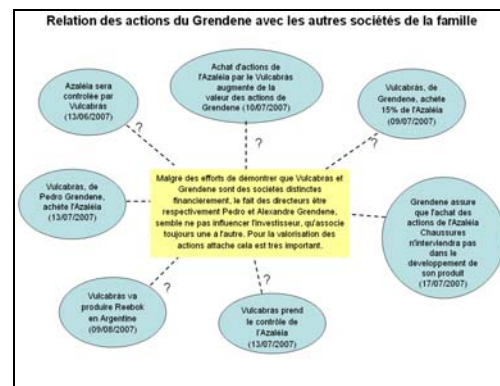 Relation des actions du Grendene avec les autres sociétés de la famille
Azaléia sera
controlée par
Vulcabrás
(13/06/2007)
?
Achat d'actions de
l'Azaléia par le Vulcabrás
augmente de la
valeur des actions de
Grendene (10/07/2007)
?
Vulcabrás, de
Grendene, achète
15% de l'Azaléia
(09/07/2007)
?
Vulcabrás, de
Pedro Grendene,
achète l'Azaléia
(13/07/2007)
Malgré des efforts de démontrer que Vulcabrás et
Grendene sont des sociétés distinctes
financièrement, le fait des directeurs être
respectivement Pedro et Alexandre Grendene,
semble ne pas influencer l'investisseur, qu'associe
toujours une à l'autre. Pour la valorisation des
actions attache cela est tres important.
Grendene assure
que l'achat des
actions de l'Azaléia
Chaussures
n'interviendra pas
dans le
développement de
son produit
(17/07/2007)
?
Vulcabrás va
produire Reebok
en Argentine
(09/08/2007)
?
Vulcabrás prend
le contrôle de
l'Azaléia
(13/07/2007)